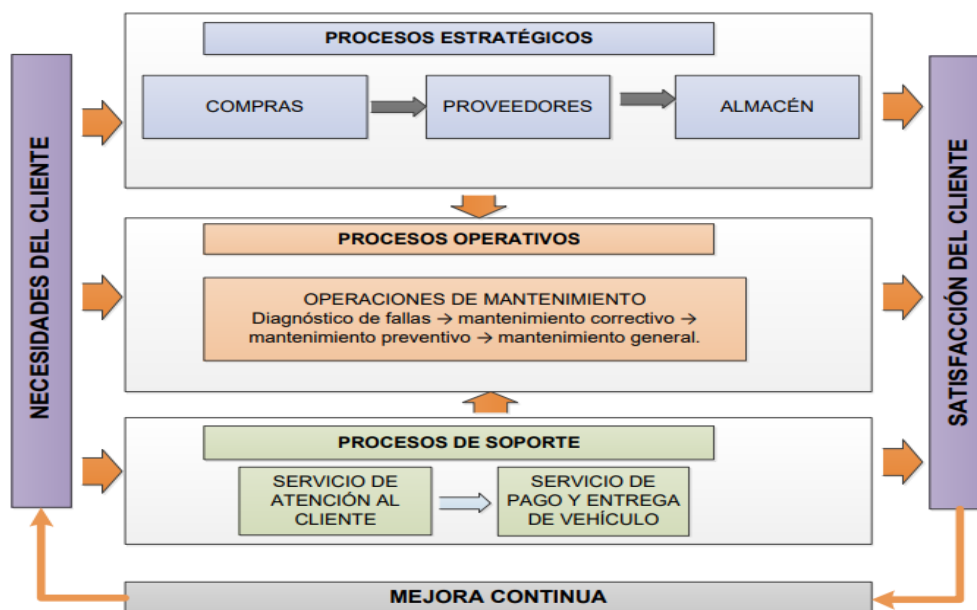 NECESIDADES DEL CLIENTE
PROCESOS ESTRATÉGICOS
COMPRAS
PROVEEDORES
ALMACÉN
PROCESOS OPERATIVOS
OPERACIONES DE MANTENIMIENTO
Diagnóstico de fallas → mantenimiento correctivo →
mantenimiento preventivo → mantenimiento general.
PROCESOS DE SOPORTE
SERVICIO DE
ATENCIÓN AL
CLIENTE
SERVICIO DE
PAGO Y ENTREGA
DE VEHÍCULO
SATISFACCIÓN DEL CLIENTE
MEJORA CONTINUA